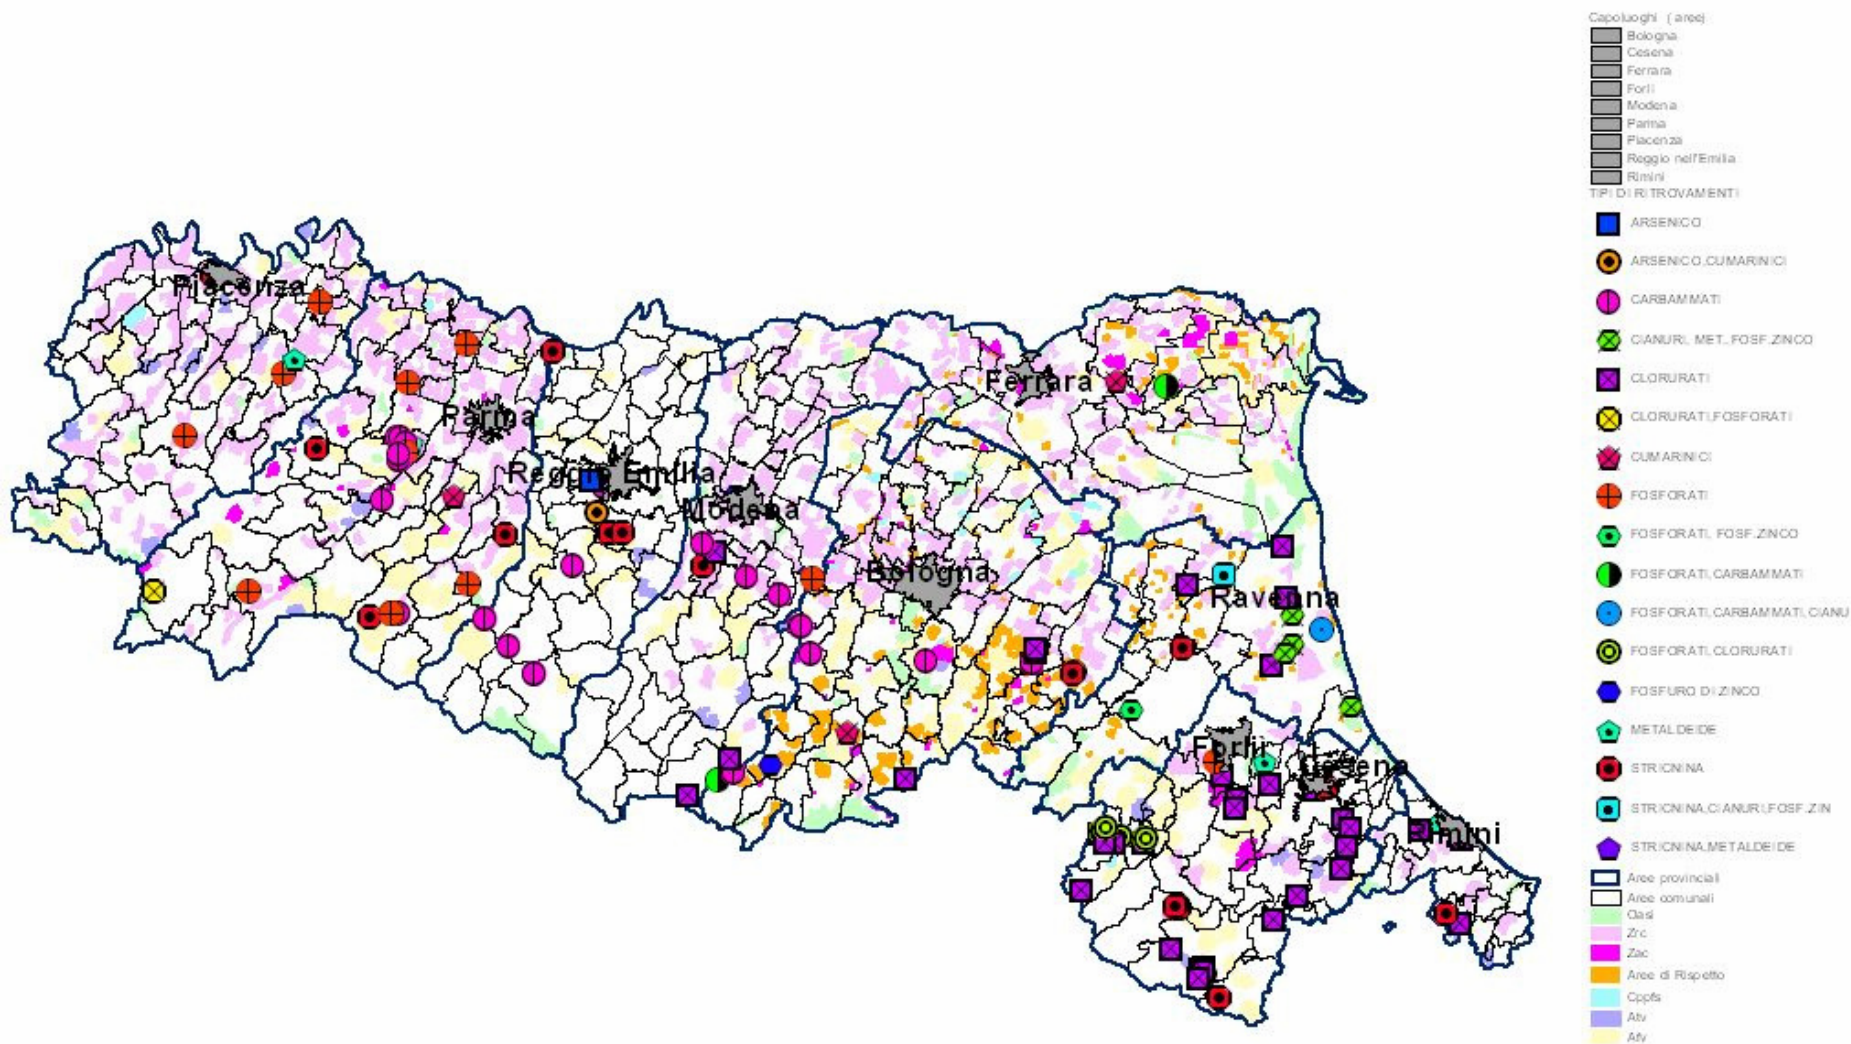 Capoluoghi (aree)
Bologna
Cesena
Ferrara
Forlì
Modena
Parma
Piacenza
Reggio nell'Emilia
Rimini
TIPI DI RITROVAMENTI
ARSENICO
ARSENICO,CUMARINICI
CARBAMMATI
CIANURI, MET., FOSF.ZINCO
CLORURATI
CLORURATI,FOSFORATI
CUMARINICI
FOSFORATI
FOSFORATI, FOSF.ZINCO
FOSFORATI,CARBAMMATI
FOSFORATI,CARBAMMATI,CIANU
FOSFORATI,CLORURATI
FOSFURO DI ZINCO
METALDEIDE
STRICNINA
STRICNINA,CIANURI,FOSF.ZIN
STRICNINA,METALDEIDE
Aree provinciali
Aree comunali
Oasi
Zrc
Zac
Aree di Rispetto
Cppfs
Atv
Afv
Piacenza
Parma
Reggio Emilia
Modena
Ferrara
Bologna
Ravenna
Forlì
Cesena
Rimini